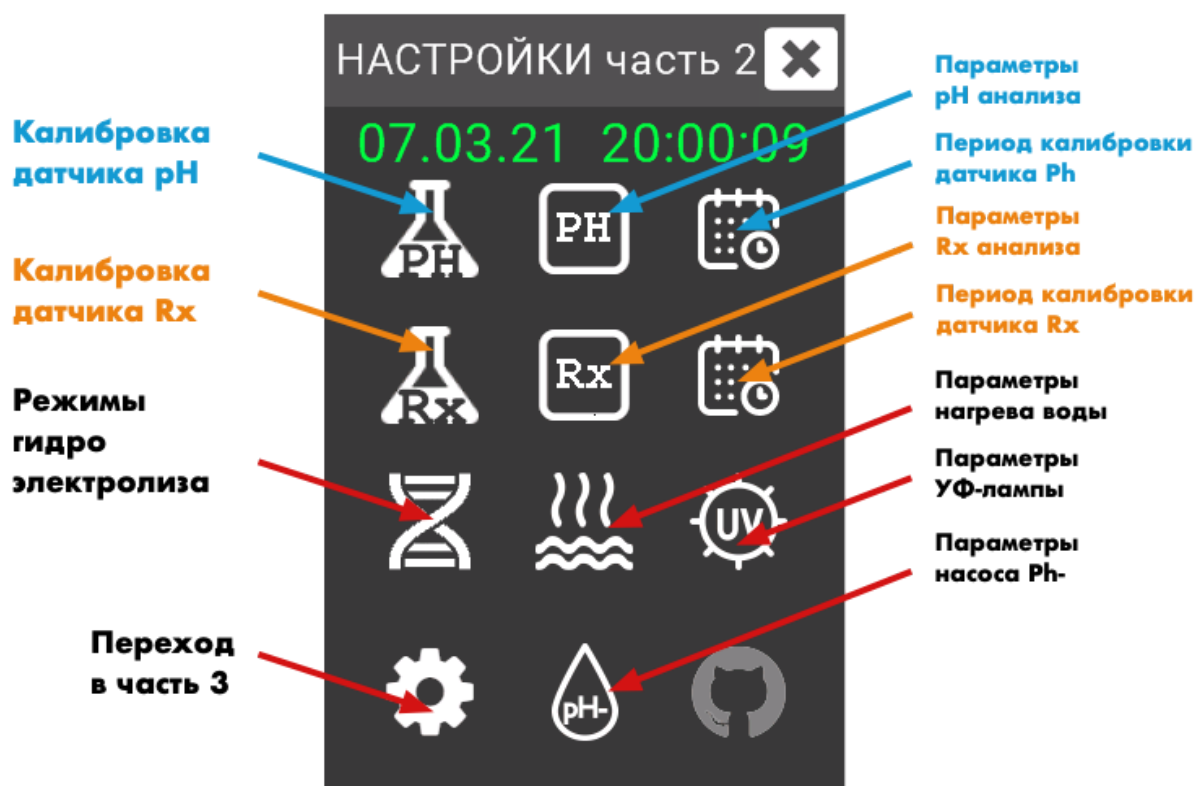 НАСТРОЙКИ часть 2
07.03.21 20:00:09
Калибровка
датчика pH
Параметры
pH анализа
Период калибровки
датчика Ph
PH
PH
Калибровка
датчика Rx
Параметры
Rx анализа
Период калибровки
датчика Rx
Rx
Rx
Режимы
гидро
электролиза
Параметры
нагрева воды
Параметры
УФ-лампы
UV
Параметры
насоса Ph-
Переход
в часть 3
pH-